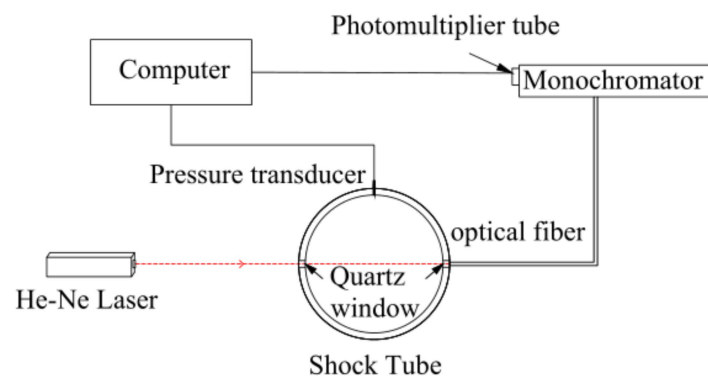 Photomultiplier tube
Computer
Monochromator
Pressure transducer
optical fiber
Quartz
window
He-Ne Laser
Shock Tube